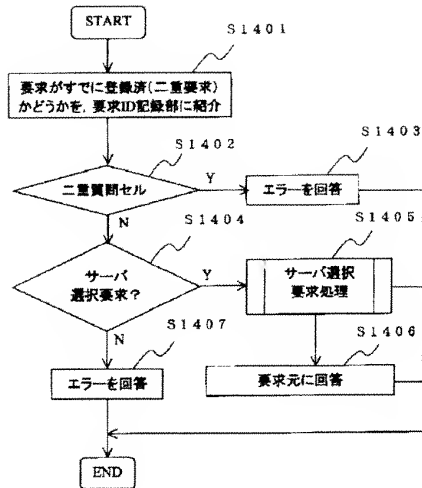 START
S1401
要求がすでに登録済(二重要求)
かどうかを,要求ID記録部に紹介
S1402
S1403
二重質問セル
Y
エラーを回答
N
S1404
S1405
サーバ
選択要求？
Y
サーバ選択
要求処理
N
S1407
S1406
エラーを回答
要求元に回答
END